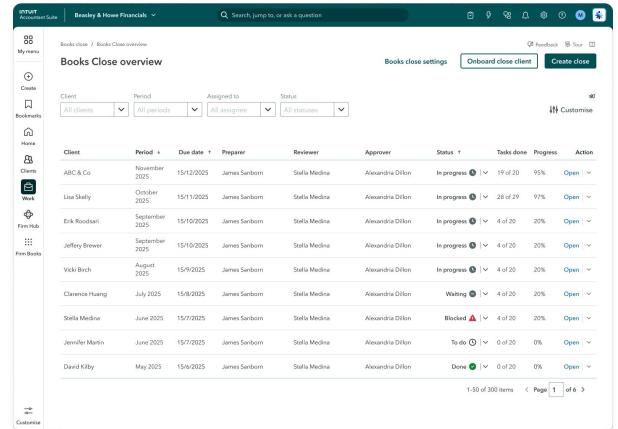 INTUIT
Accountant Suite
Beasley & Howe Financials
Search, jump to, or ask a question
M
My menu
Create
Bookmarks
Home
Clients
Work
Firm Hub
Firm Books
Customise
Books close / Books Close overview
Feedback
Tour
Books Close overview
Books close settings
Onboard close client
Create close
Client
Period
Assigned to
Status
All clients
All periods
All assignee
All statuses
Customise
Client Period Due date Preparer Reviewer Approver Status Tasks done Progress Action
ABC & Co November 2025 15/12/2025 James Sanborn Stella Medina Alexandria Dillon In progress 19 of 20 95% Open
Lisa Skelly October 2025 15/11/2025 James Sanborn Stella Medina Alexandria Dillon In progress 28 of 29 97% Open
Erik Roodsari September 2025 15/10/2025 James Sanborn Stella Medina Alexandria Dillon In progress 4 of 20 20% Open
Jeffery Brewer September 2025 15/10/2025 James Sanborn Stella Medina Alexandria Dillon In progress 4 of 20 20% Open
Vicki Birch August 2025 15/9/2025 James Sanborn Stella Medina Alexandria Dillon In progress 4 of 20 20% Open
Clarence Huang July 2025 15/8/2025 James Sanborn Stella Medina Alexandria Dillon Waiting 4 of 20 20% Open
Stella Medina June 2025 15/7/2025 James Sanborn Stella Medina Alexandria Dillon Blocked 4 of 20 20% Open
Jennifer Martin June 2025 15/7/2025 James Sanborn Stella Medina Alexandria Dillon To do 0 of 20 0% Open
David Kilby May 2025 15/6/2025 James Sanborn Stella Medina Alexandria Dillon Done 0 of 20 0% Open
1-50 of 300 items < Page 1 of 6 >